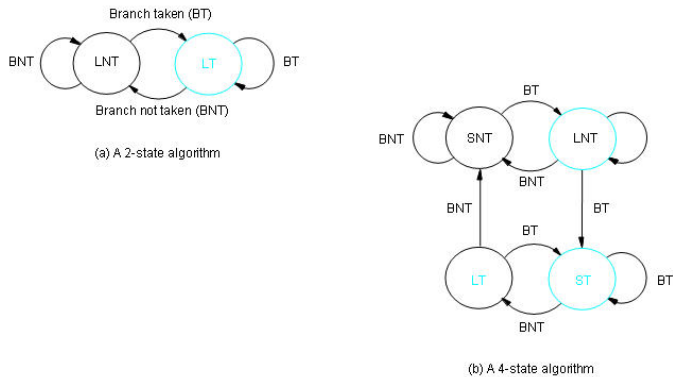 Branch taken (BT)
BNT
LNT
LT
BT
Branch not taken (BNT)
(a) A 2-state algorithm
BT
BNT
SNT
LNT
BNT
BNT
BT
BT
LT
ST
BT
BNT
(b) A 4-state algorithm